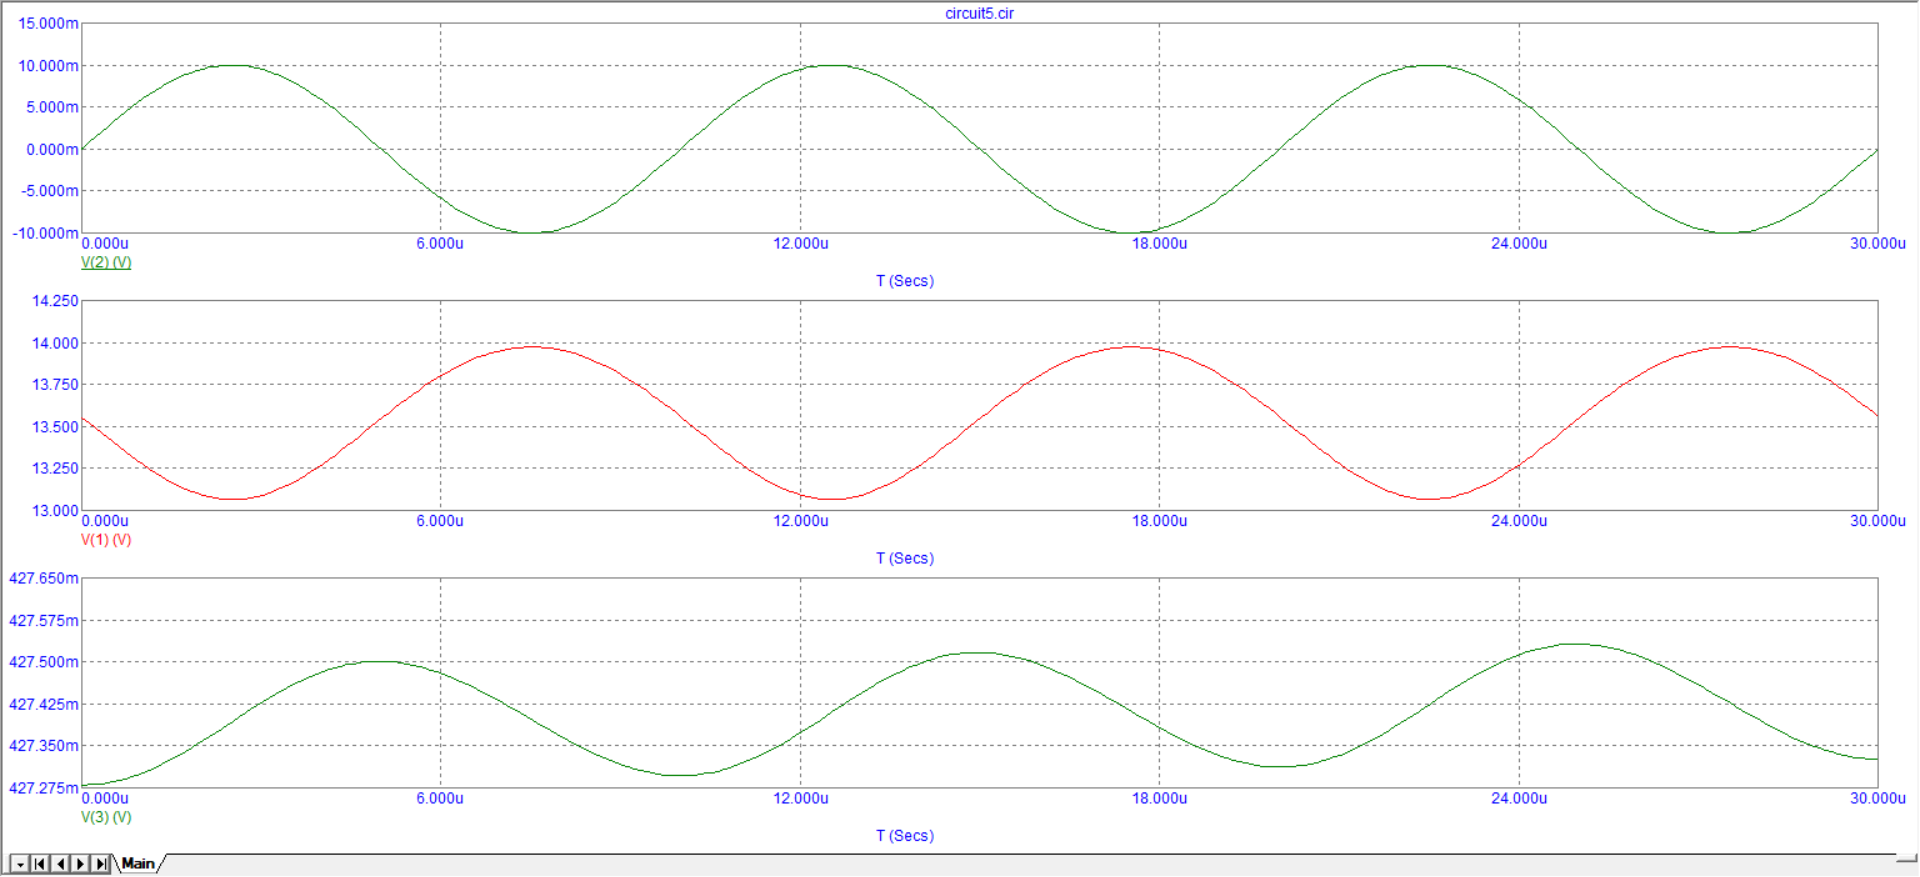 circuit5.cir
15.000m
10.000m
5.000m
0.000m
-5.000m
-10.000m
0.000u 6.000u 12.000u 18.000u 24.000u 30.000u
V(2) (V)
T (Secs)
14.250
14.000
13.750
13.500
13.250
13.000
0.000u 6.000u 12.000u 18.000u 24.000u 30.000u
V(1) (V)
T (Secs)
427.650m
427.575m
427.500m
427.425m
427.350m
427.275m
0.000u 6.000u 12.000u 18.000u 24.000u 30.000u
V(3) (V)
T (Secs)
Main